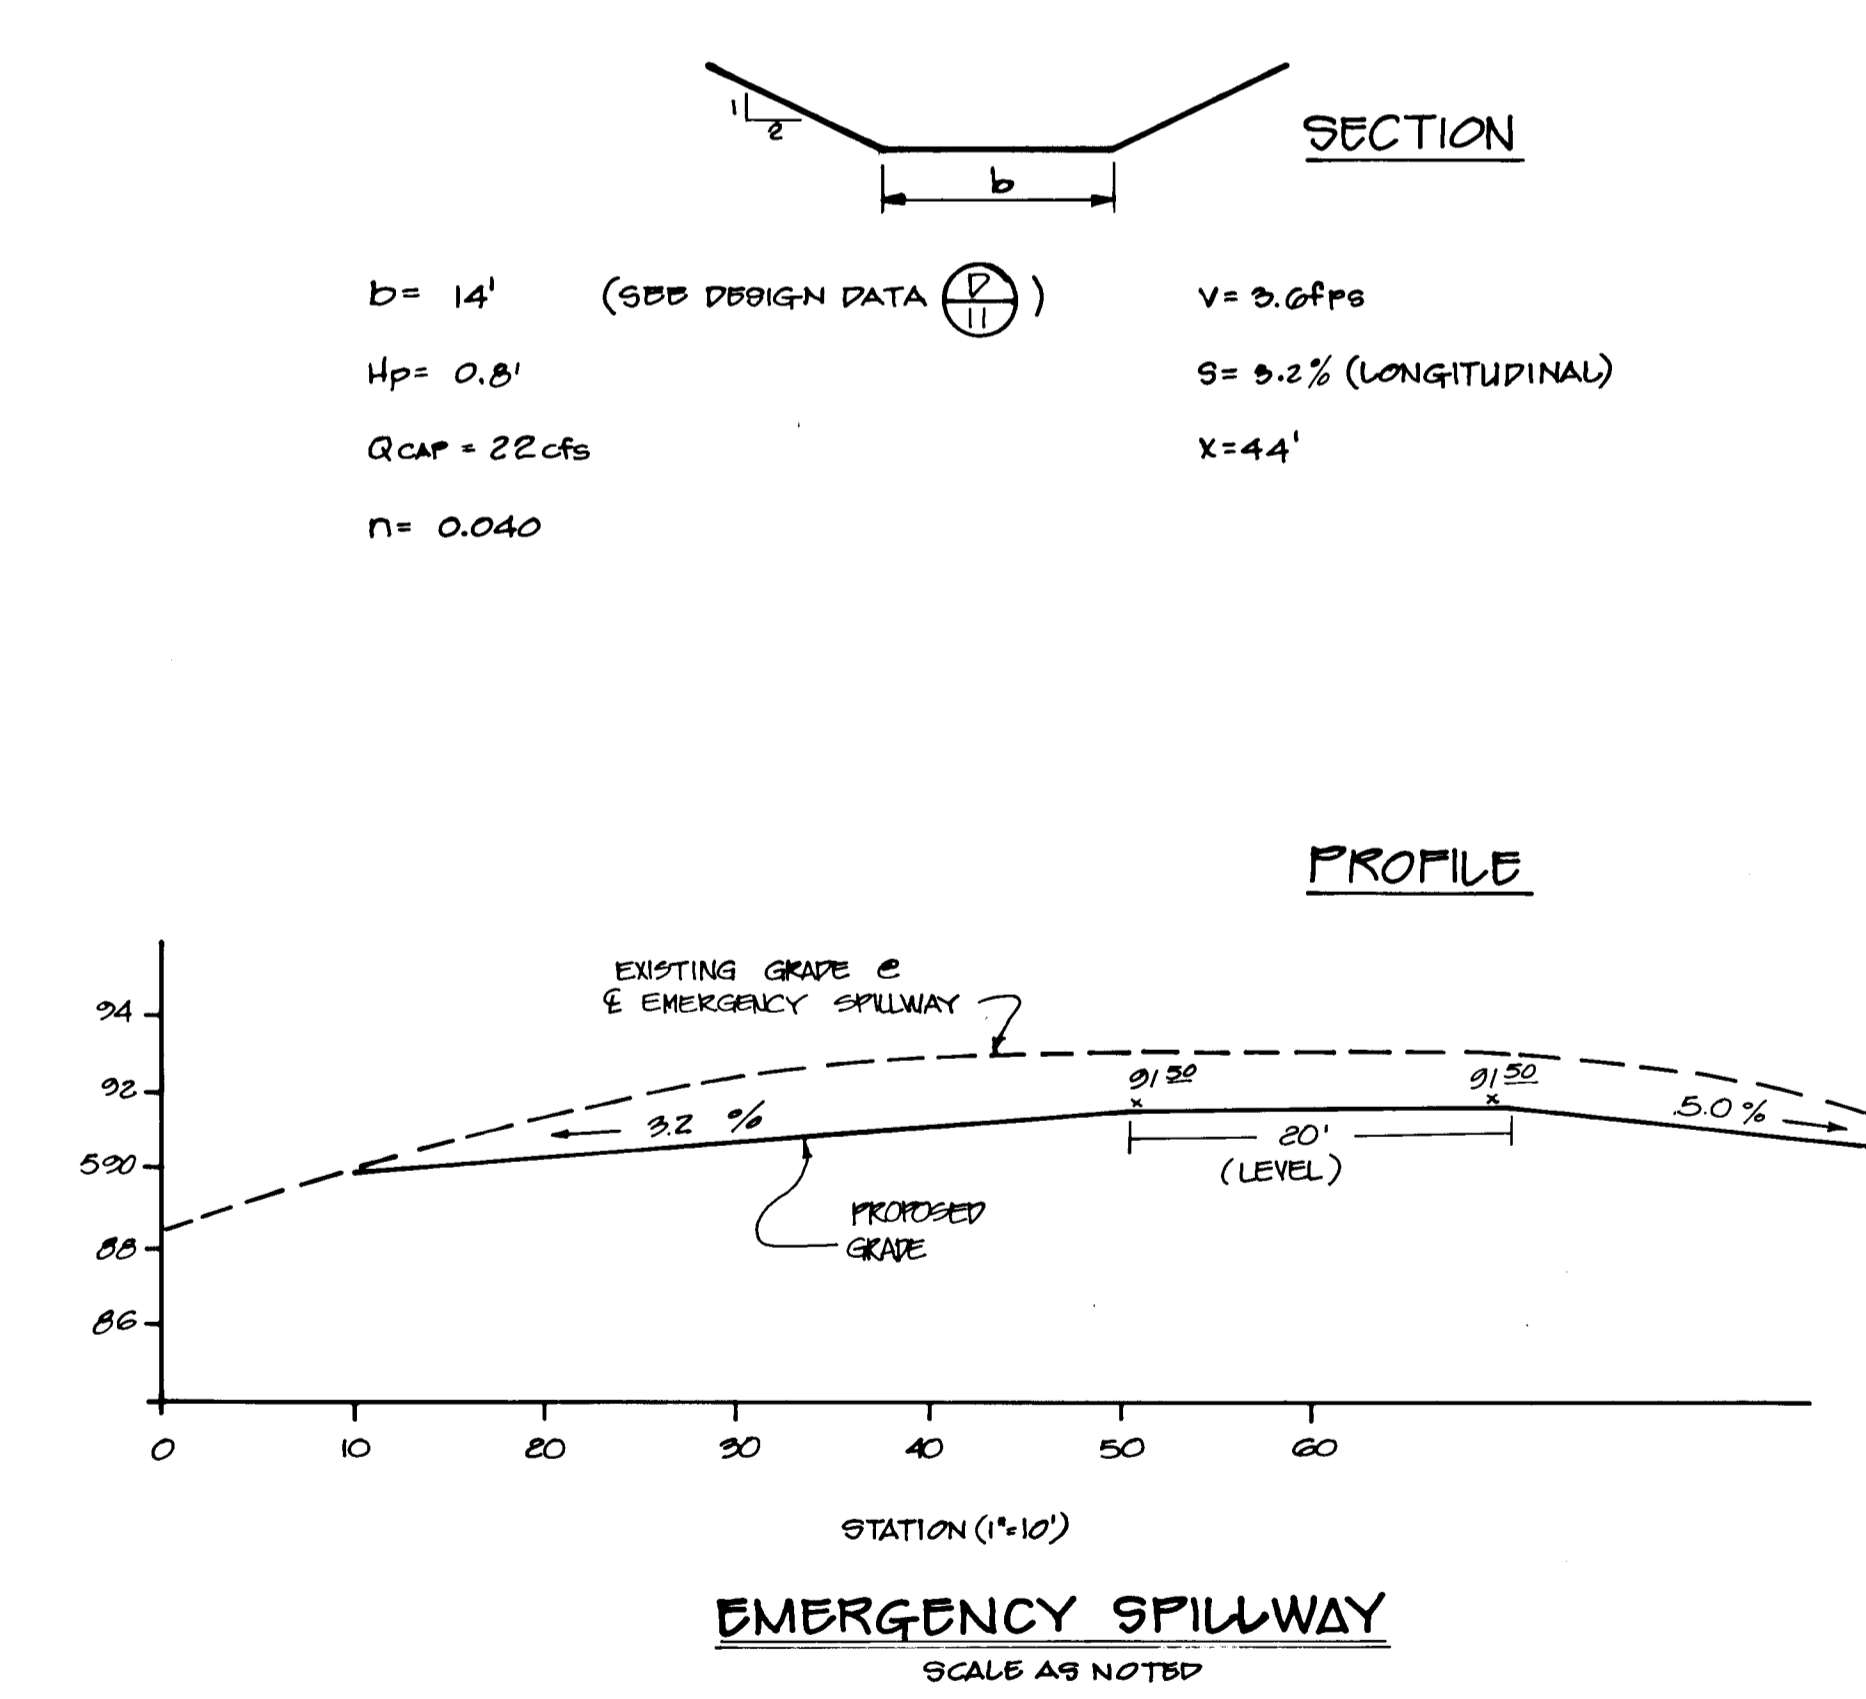 1
2
SECTION
b
b= 14' (SEE DESIGN DATA D/11)
V= 3.6fps
Hp= 0.8'
S= 3.2% (LONGITUDINAL)
QCAP = 22cfs
X=44'
n= 0.040
PROFILE
EXISTING GRADE @
℄ EMERGENCY SPILLWAY
94
92
590
88
86
91 50
91 50
3.2 %
5.0%
20'
(LEVEL)
PROPOSED
GRADE
0 10 20 30 40 50 60
STATION (1"=10')
EMERGENCY SPILLWAY
SCALE AS NOTED